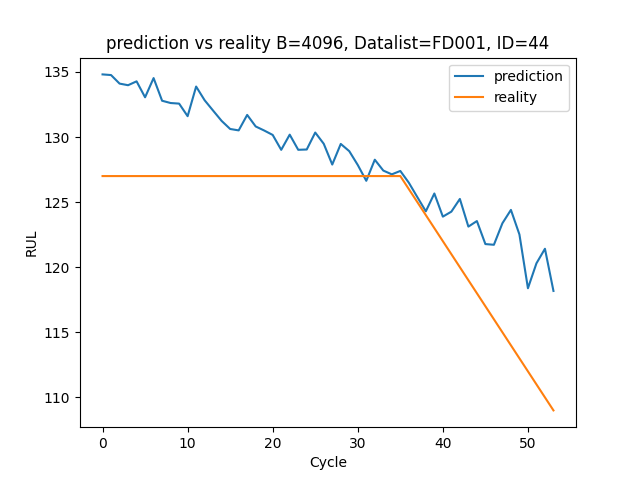 prediction vs reality B=4096, Datalist=FD001, ID=44
prediction
reality
135
130
125
120
115
110
RUL
0 10 20 30 40 50
Cycle